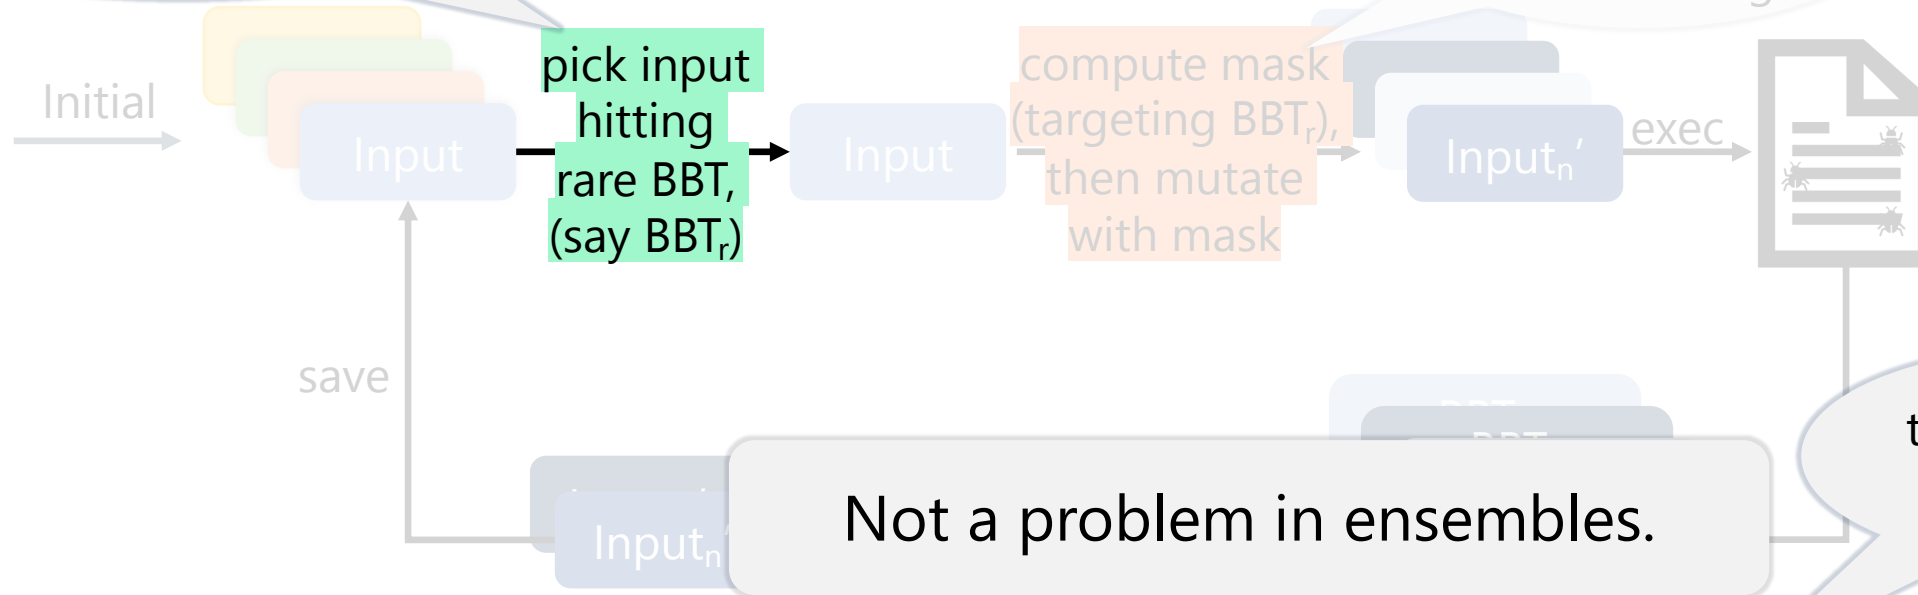 Initial
Input
pick input
hitting
rare BBT,
(say BBTᵣ)
Input
compute mask
(targeting BBTᵣ),
then mutate
with mask
Inputₙ′
exec
save
Inputₙ
Not a problem in ensembles.